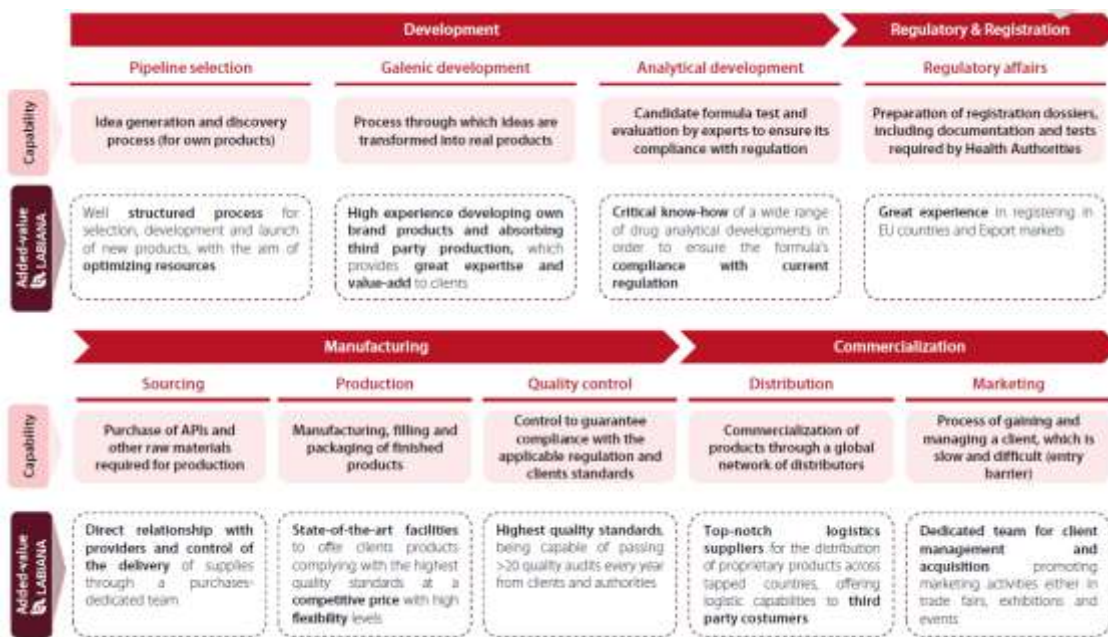 Development
Regulatory & Registration
Pipeline selection
Galenic development
Analytical development
Regulatory affairs
Capability
Idea generation and discovery
process (for own products)
Process through which ideas are
transformed into real products
Candidate formula test and
evaluation by experts to ensure its
compliance with regulation
Preparation of registration dossiers,
including documentation and tests
required by Health Authorities
Added-value
LABIANA
Well structured process for
selection, development and launch
of new products, with the aim of
optimizing resources
High experience developing own
brand products and absorbing
third party production, which
provides great expertise and
value-add to clients
Critical know-how of a wide range
of drug analytical developments in
order to ensure the formula's
compliance with current
regulation
Great experience in registering in
EU countries and Export markets
Manufacturing
Commercialization
Sourcing
Production
Quality control
Distribution
Marketing
Capability
Purchase of APIs and
other raw materials
required for production
Manufacturing, filling and
packaging of finished
products
Control to guarantee
compliance with the
applicable regulation and
clients standards
Commercialization of
products through a global
network of distributors
Process of gaining and
managing a client, which is
slow and difficult (entry
barrier)
Added-value
LABIANA
Direct relationship with
providers and control of
the delivery of supplies
through a purchases-
dedicated team
State-of-the-art facilities
to offer clients products
complying with the highest
quality standards at a
competitive price with high
flexibility levels
Highest quality standards,
being capable of passing
>20 quality audits every year
from clients and authorities
Top-notch logistics
suppliers for the distribution
of proprietary products across
tapped countries, offering
logistic capabilities to third
party costumers
Dedicated team for client
management and
acquisition promoting
marketing activities either in
trade fairs, exhibitions and
events